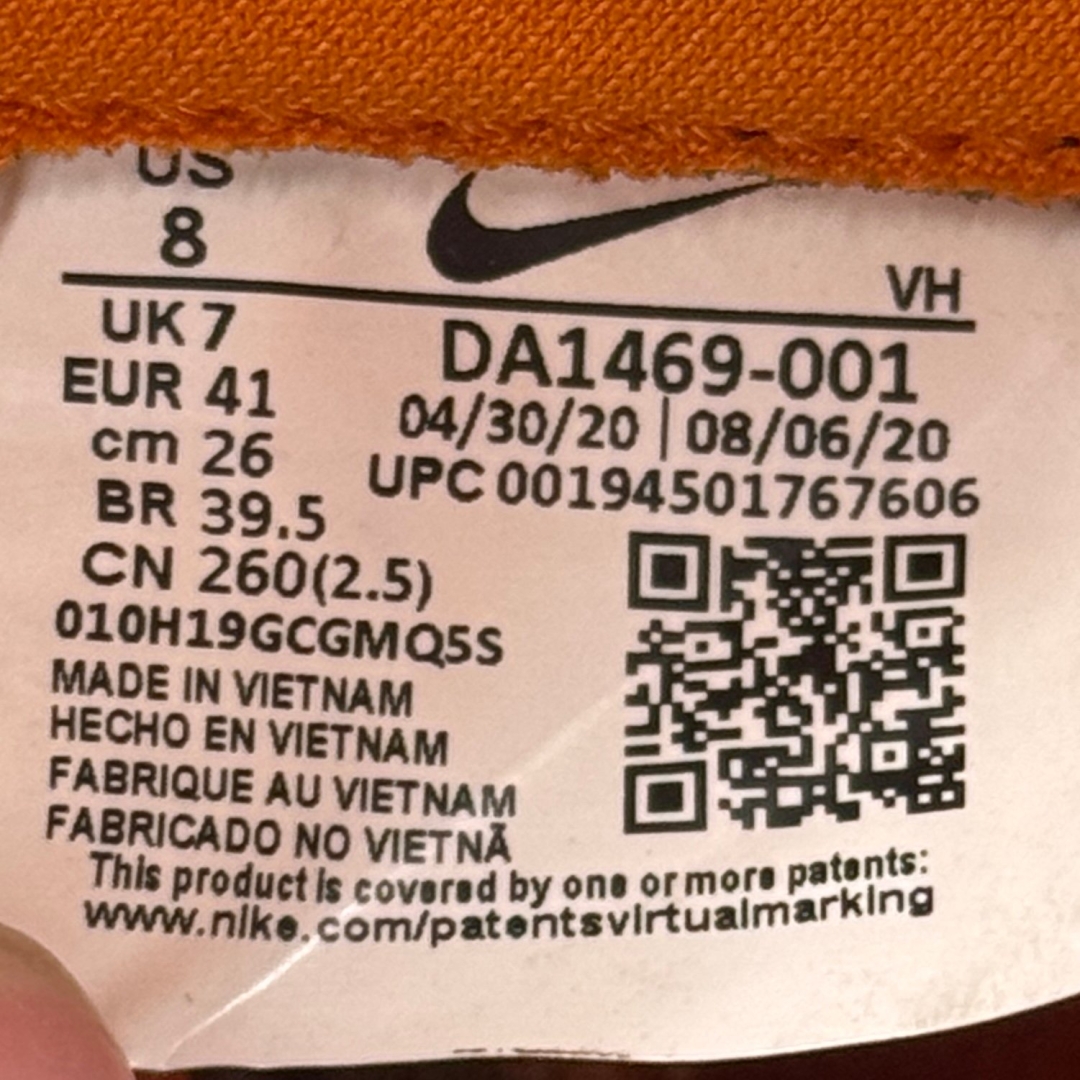 US
8
VH
UK 7
EUR 41
cm 26
BR 39.5
CN 260(2.5)
DA1469-001
04/30/20 | 08/06/20
UPC 00194501767606
010H19GCGMQ5S
MADE IN VIETNAM
HECHO EN VIETNAM
FABRIQUE AU VIETNAM
FABRICADO NO VIETNÃ
This product is covered by one or more patents:
www.nike.com/patentsvirtualmarking